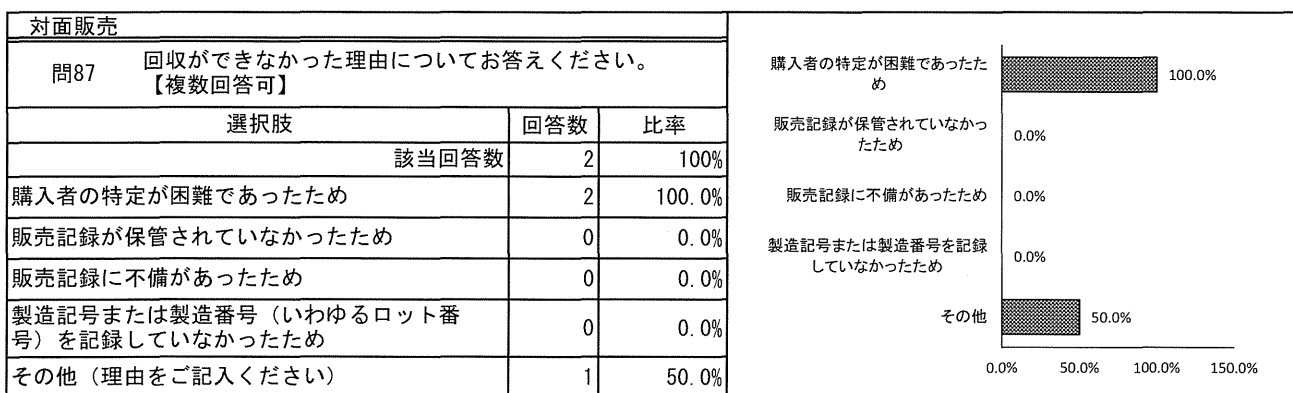 対面販売
問87 回収ができなかった理由についてお答えください。
【複数回答可】
選択肢 回答数 比率
該当回答数 2 100%
購入者の特定が困難であったため 2 100.0%
販売記録が保管されていなかったため 0 0.0%
販売記録に不備があったため 0 0.0%
製造記号または製造番号（いわゆるロット番
号）を記録していなかったため 0 0.0%
その他（理由をご記入ください） 1 50.0%
購入者の特定が困難であったた
め
100.0%
販売記録が保管されていなかっ
たため
0.0%
販売記録に不備があったため 0.0%
製造記号または製造番号を記録
していなかったため
0.0%
その他 50.0%
0.0% 50.0% 100.0% 150.0%